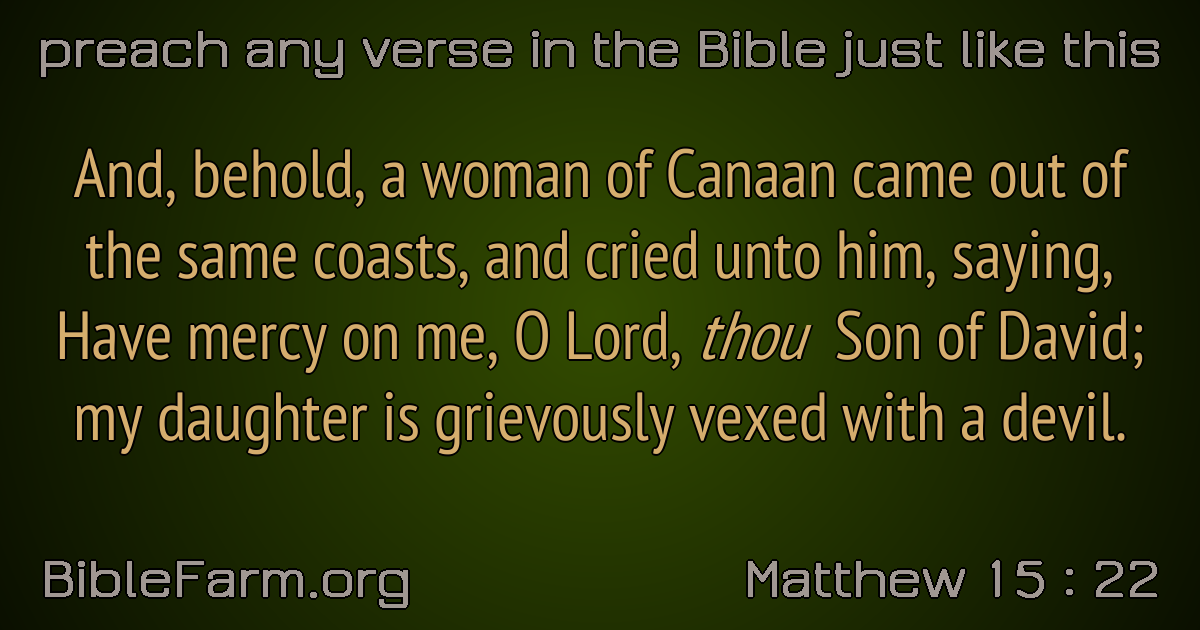 preach any verse in the Bible just like this
And, behold, a woman of Canaan came out of
the same coasts, and cried unto him, saying,
Have mercy on me, O Lord, thou Son of David;
my daughter is grievously vexed with a devil.
BibleFarm.org
Matthew 15 : 22